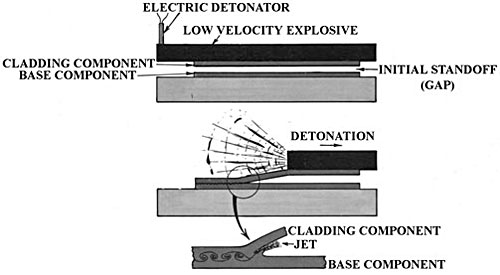 ELECTRIC DETONATOR
LOW VELOCITY EXPLOSIVE
CLADDING COMPONENT
BASE COMPONENT
INITIAL STANDOFF
(GAP)
DETONATION
CLADDING COMPONENT
JET
BASE COMPONENT